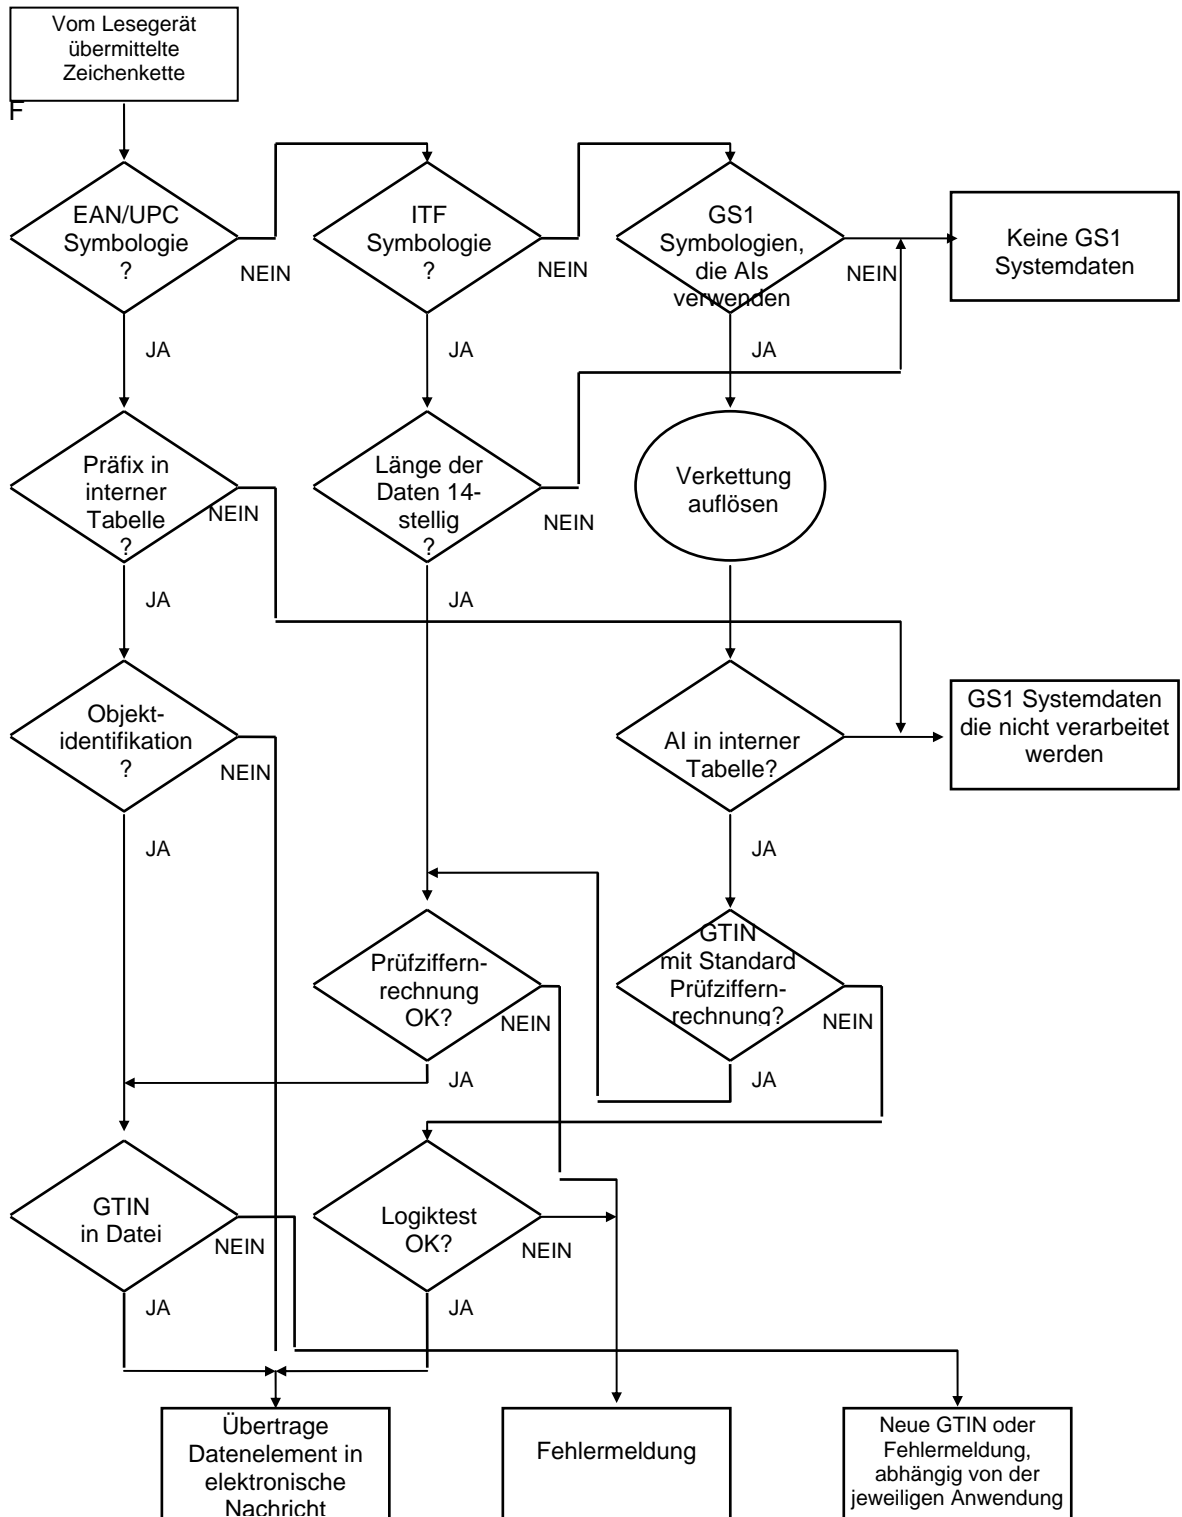 Vom Lesegerät
übermittelte
Zeichenkette
F
EAN/UPC
Symbologie
?
NEIN
ITF
Symbologie
?
NEIN
GS1
Symbologien,
die AIs
verwenden
NEIN
Keine GS1
Systemdaten
JA
JA
JA
Präfix in
interner
Tabelle
?
NEIN
Länge der
Daten 14-
stellig
?
NEIN
Verkettung
auflösen
JA
JA
Objekt-
identifikation
?
NEIN
AI in interner
Tabelle?
GS1 Systemdaten
die nicht verarbeitet
werden
JA
JA
Prüfziffern-
rechnung
OK?
NEIN
GTIN
mit Standard
Prüfziffern-
rechnung?
NEIN
JA
JA
GTIN
in Datei
NEIN
Logiktest
OK?
NEIN
JA
JA
Übertrage
Datenelement in
elektronische
Nachricht
Fehlermeldung
Neue GTIN oder
Fehlermeldung,
abhängig von der
jeweiligen Anwendung